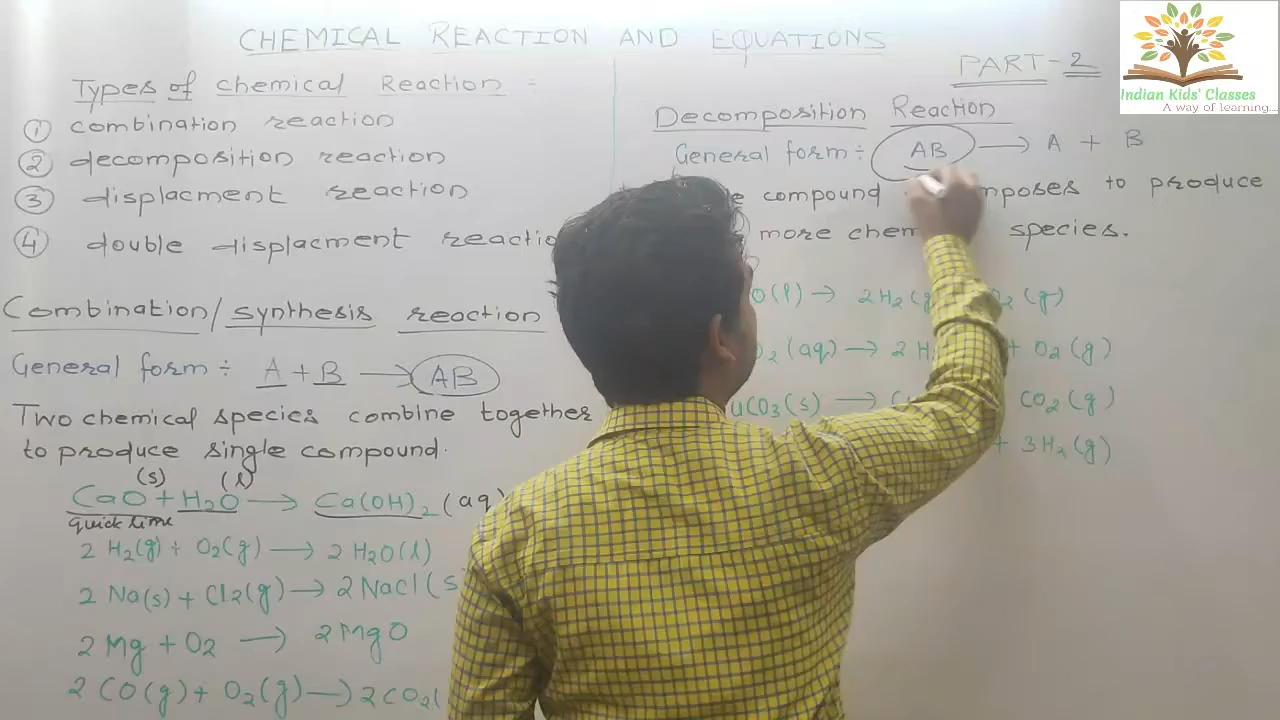 CHEMICAL REACTION AND EQUATIONS
PART-2
Indian Kids' Classes
A way of learning....
Types of chemical Reaction :
① combination reaction
② decomposition reaction
③ displacment reaction
④ double displacment reactio
Combination/synthesis reaction
General form ÷ A + B → AB
Two chemical species combine together
to produce single compound.
(s) (l)
CaO + H₂O → Ca(OH)₂ (aq
quick lime
2 H₂(g) + O₂(g) → 2 H₂O(l)
2 Na(s) + Cl₂(g) → 2 NaCl(s
2 Mg + O₂ → 2 MgO
2 CO(g) + O₂(g) → 2CO₂(
Decomposition Reaction
General form ÷ AB → A + B
compound mposes to produce
more chem species.
O(l) → 2H₂(g O₂(g)
O₂(aq) → 2 H + O₂(g)
uCO₃(s) → CO₂(g)
+ 3H₂(g)